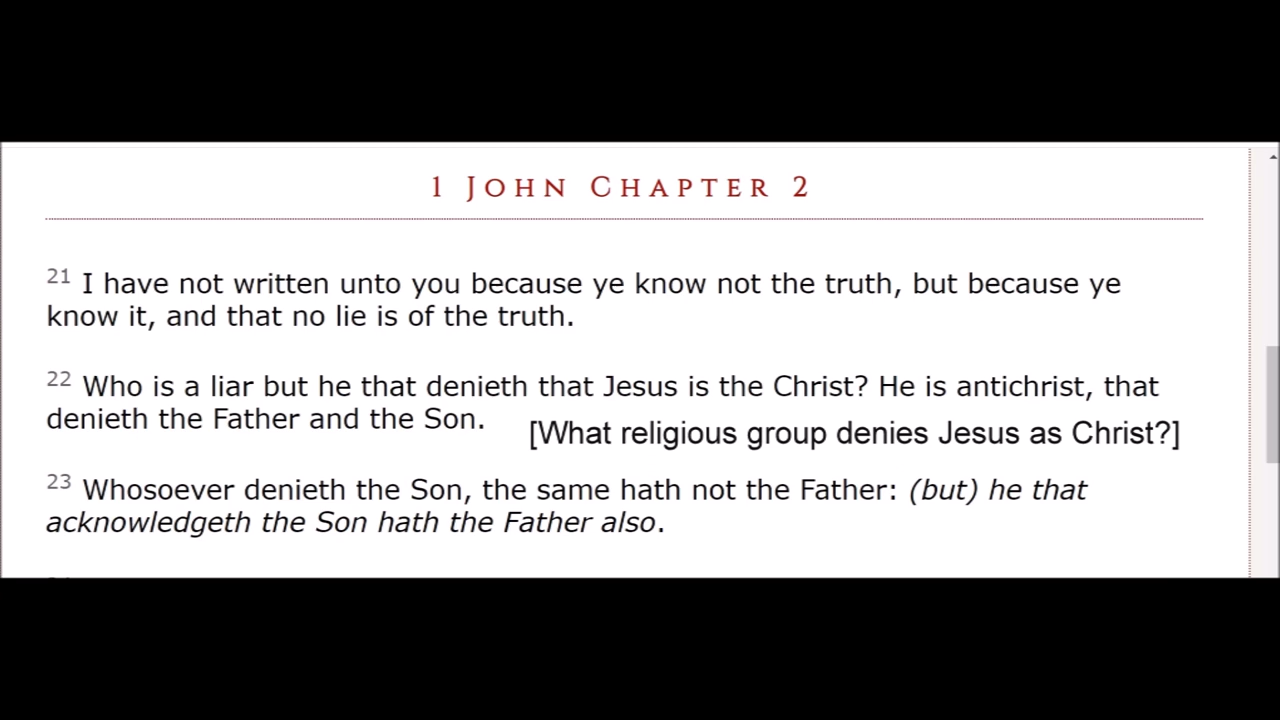 1 John Chapter 2
21 I have not written unto you because ye know not the truth, but because ye
know it, and that no lie is of the truth.
22 Who is a liar but he that denieth that Jesus is the Christ? He is antichrist, that
denieth the Father and the Son.
[What religious group denies Jesus as Christ?]
23 Whosoever denieth the Son, the same hath not the Father: (but) he that
acknowledgeth the Son hath the Father also.